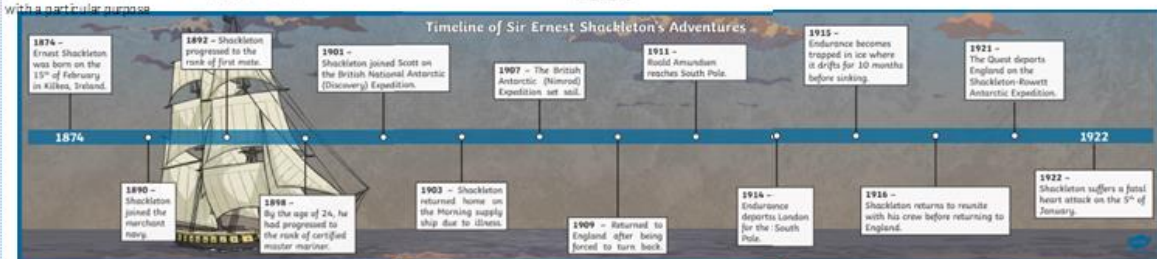 with a particular purpose
Timeline of Sir Ernest Shackleton's Adventures
1874 –
Ernest Shackleton
was born on the
15th of February
in Kilkea, Ireland.
1892 – Shackleton
progressed to the
rank of first mate.
1901 –
Shackleton joined Scott on
the British National Antarctic
(Discovery) Expedition.
1907 – The British
Antarctic (Nimrod)
Expedition set sail.
1911 –
Roald Amundsen
reaches South Pole.
1915 –
Endurance becomes
trapped in ice where
it drifts for 10 months
before sinking.
1921 –
The Quest departs
England on the
Shackleton-Rowett
Antarctic Expedition.
1874
1922
1890 –
Shackleton
joined the
merchant
navy.
1898 –
By the age of 24, he
had progressed to
the rank of certified
master mariner.
1903 – Shackleton
returned home on
the Morning supply
ship due to illness.
1909 – Returned to
England after being
forced to turn back.
1914 –
Endurance
departs London
for the South
Pole.
1916 –
Shackleton returns to reunite
with his crew before returning to
England.
1922 –
Shackleton suffers a fatal
heart attack on the 5th of
January.